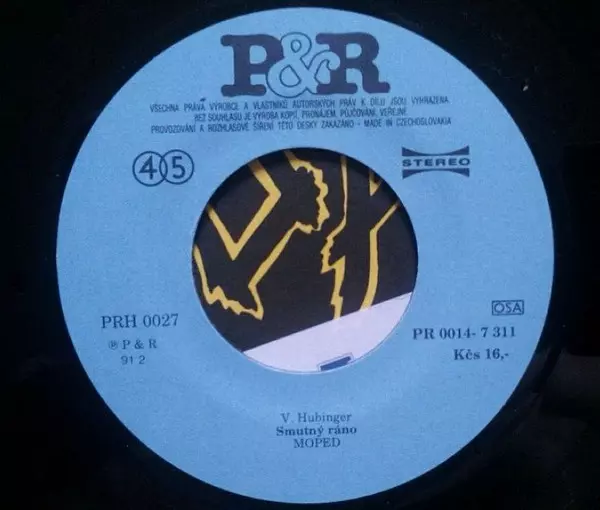 P&R
VŠECHNA PRÁVA VÝROBCE A VLASTNÍKŮ AUTORSKÝCH PRÁV K DÍLU JSOU VYHRAZENA
BEZ SOUHLASU JE VÝROBA KOPIÍ, PRONÁJEM, PŮJČOVÁNÍ, VEŘEJNÉ
PROVOZOVÁNÍ A ROZHLASOVÉ ŠÍŘENÍ TÉTO DESKY ZAKÁZÁNO - MADE IN CZECHOSLOVAKIA
45
STEREO
OSA
PRH 0027
PR 0014- 7 311
℗ P & R
Kčs 16,-
91 2
V. Hubinger
Smutný ráno
MOPED